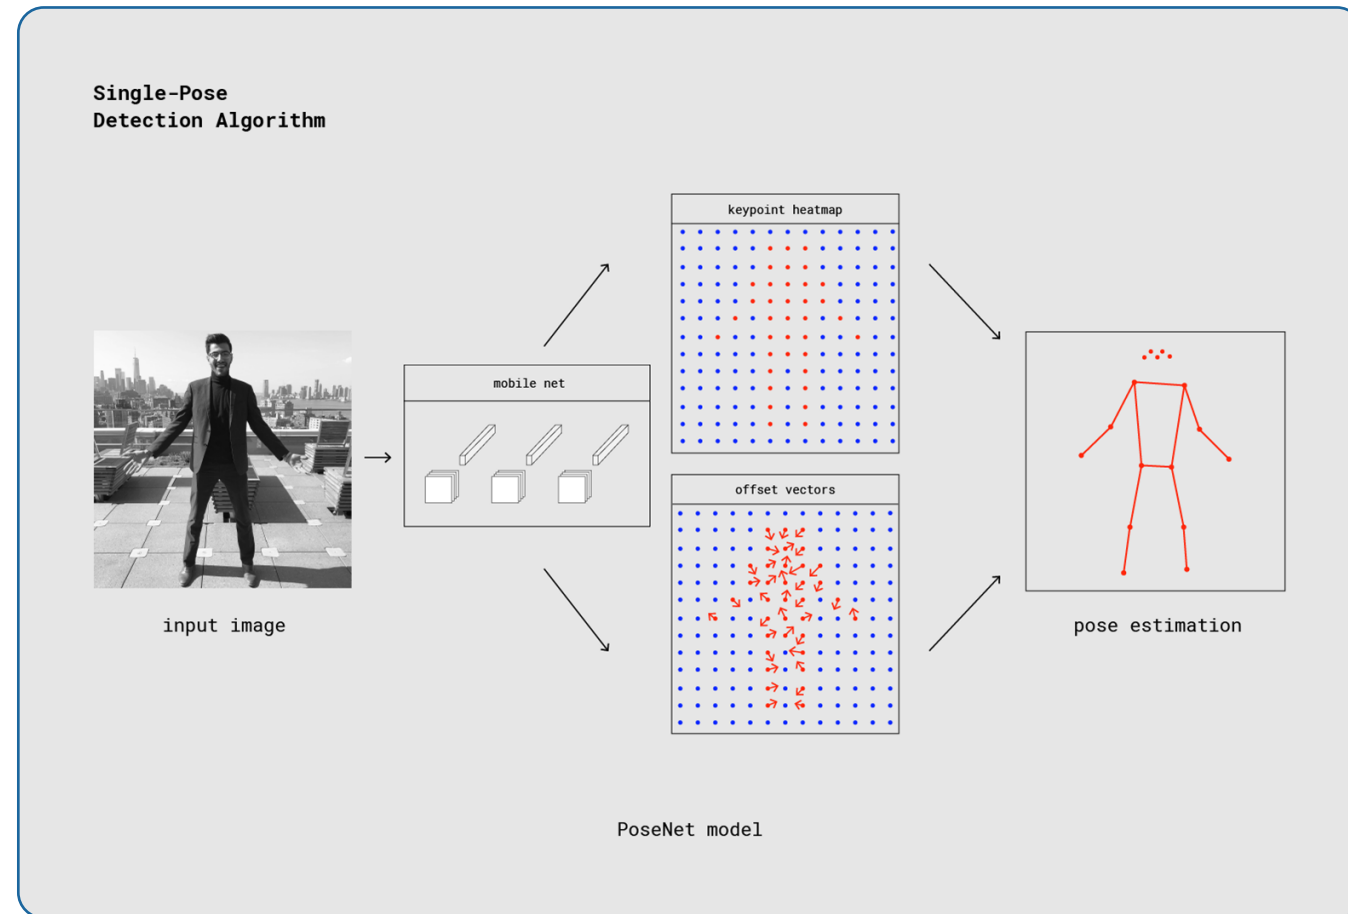 Single-Pose
Detection Algorithm
keypoint heatmap
mobile net
offset vectors
input image
pose estimation
PoseNet model